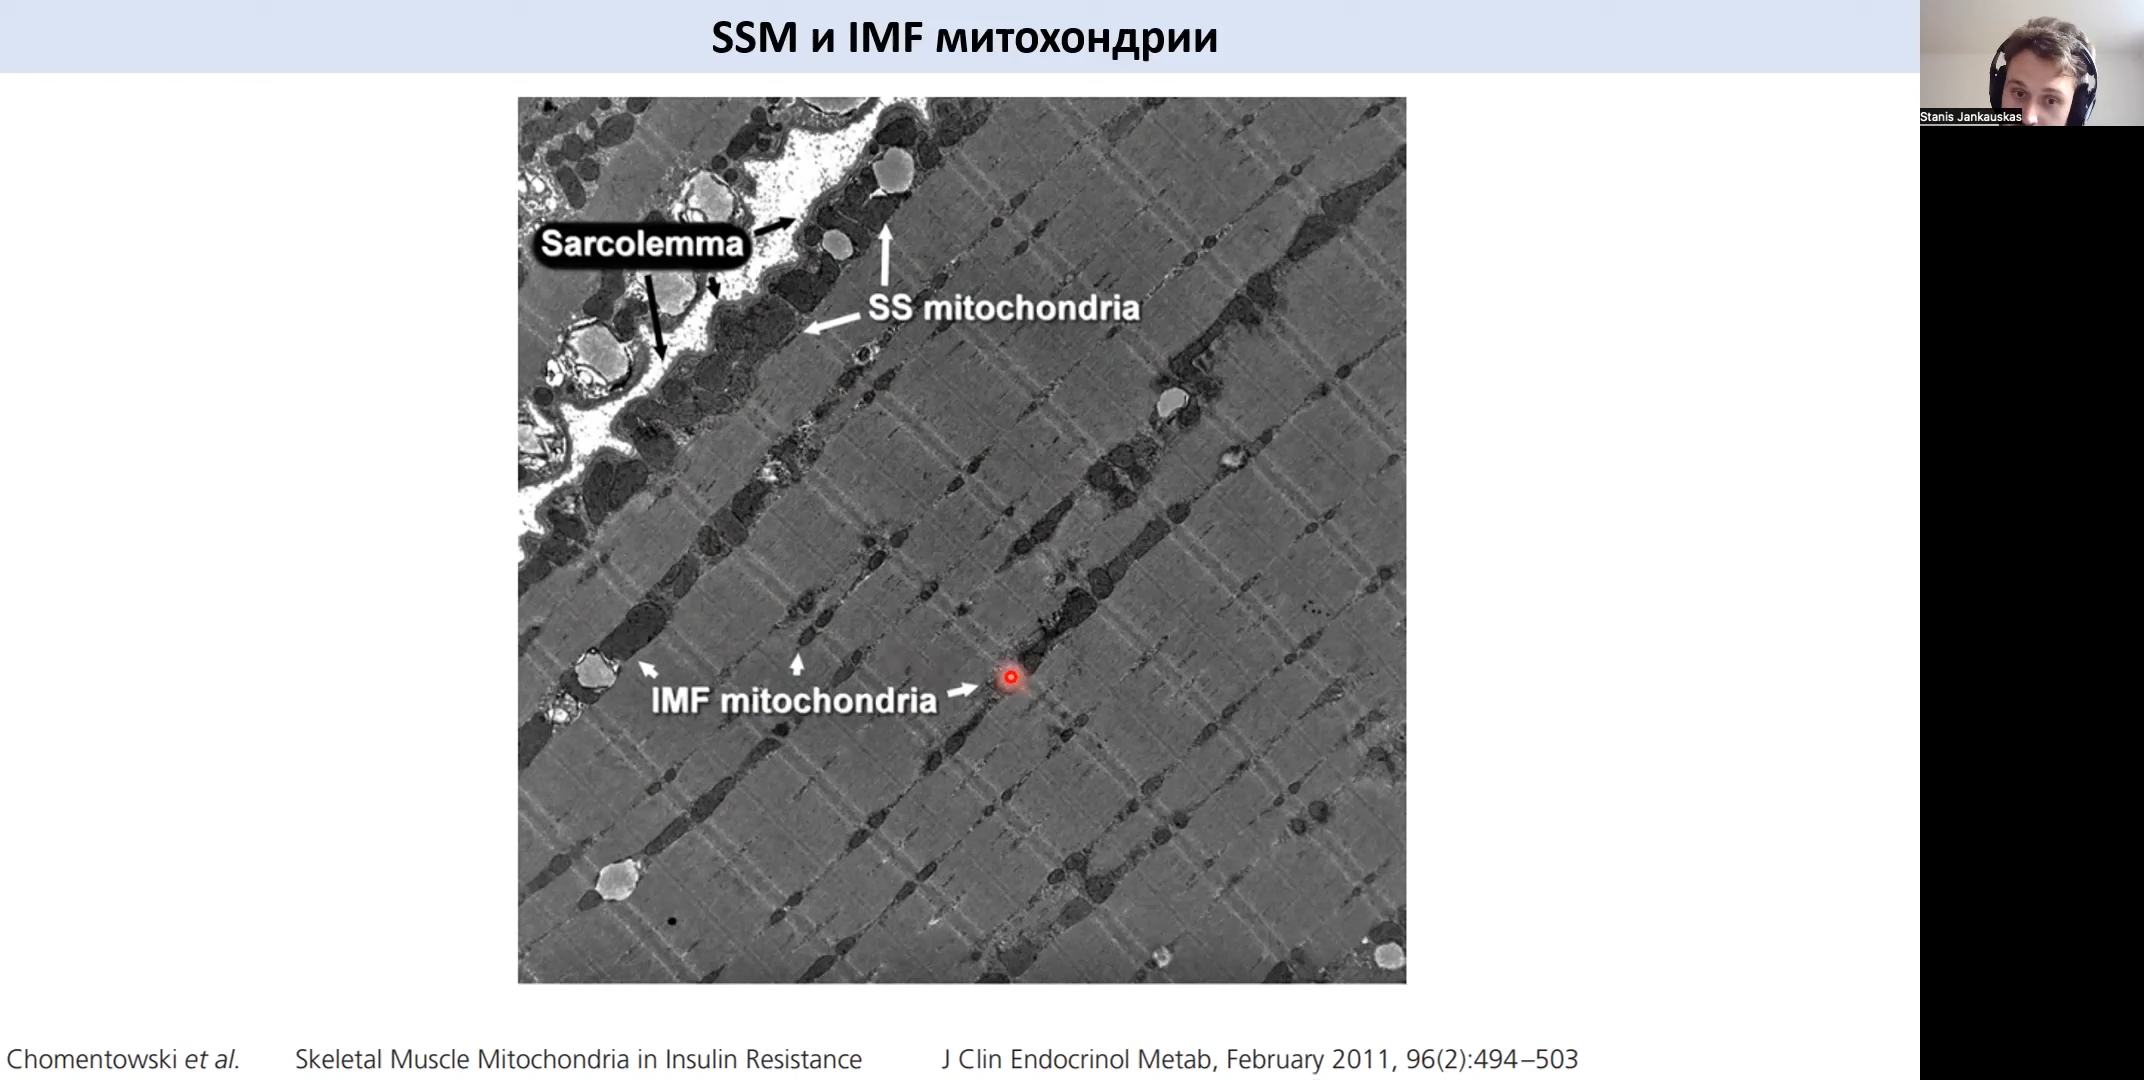 SSM и IMF митохондрии
Stanis Jankauskas
Sarcolemma
SS mitochondria
IMF mitochondria
Chomentowski et al. Skeletal Muscle Mitochondria in Insulin Resistance J Clin Endocrinol Metab, February 2011, 96(2):494–503